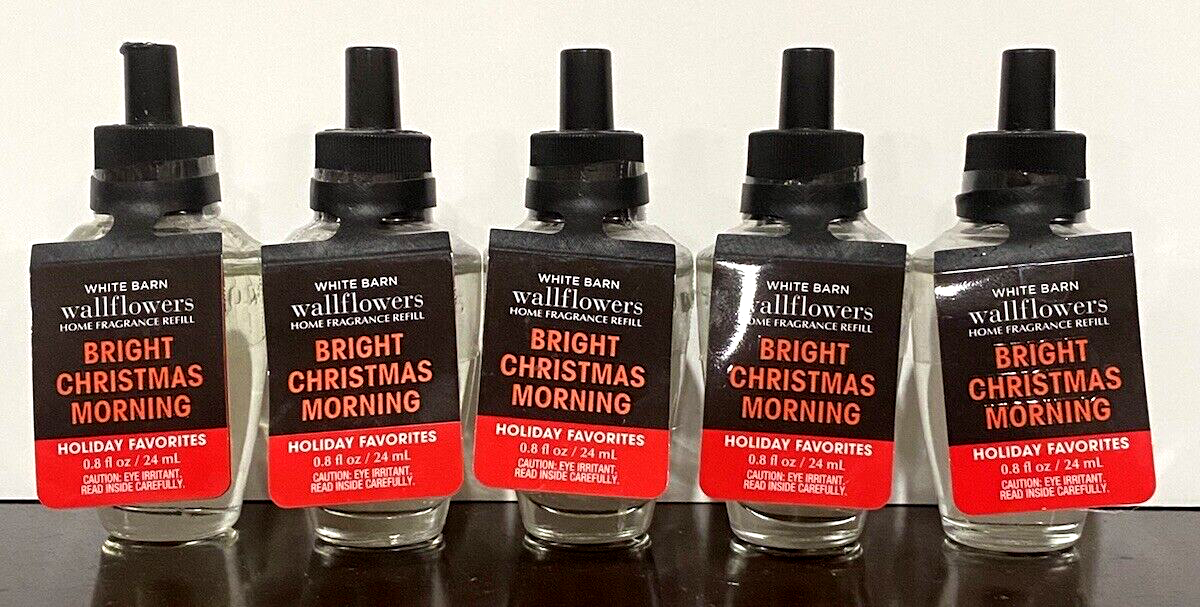 WHITE BARN
wallflowers
HOME FRAGRANCE REFILL
BRIGHT
CHRISTMAS
MORNING
HOLIDAY FAVORITES
0.8 fl oz / 24 mL
CAUTION: EYE IRRITANT,
READ INSIDE CAREFULLY.
WHITE BARN
wallflowers
HOME FRAGRANCE REFILL
BRIGHT
CHRISTMAS
MORNING
HOLIDAY FAVORITES
0.8 fl oz / 24 mL
CAUTION: EYE IRRITANT,
READ INSIDE CAREFULLY.
WHITE BARN
wallflowers
HOME FRAGRANCE REFILL
BRIGHT
CHRISTMAS
MORNING
HOLIDAY FAVORITES
0.8 fl oz / 24 mL
CAUTION: EYE IRRITANT,
READ INSIDE CAREFULLY.
WHITE BARN
wallflowers
HOME FRAGRANCE REFILL
BRIGHT
CHRISTMAS
MORNING
HOLIDAY FAVORITES
0.8 fl oz / 24 mL
CAUTION: EYE IRRITANT,
READ INSIDE CAREFULLY.
WHITE BARN
wallflowers
HOME FRAGRANCE REFILL
BRIGHT
CHRISTMAS
MORNING
HOLIDAY FAVORITES
0.8 fl oz / 24 mL
CAUTION: EYE IRRITANT,
READ INSIDE CAREFULLY.